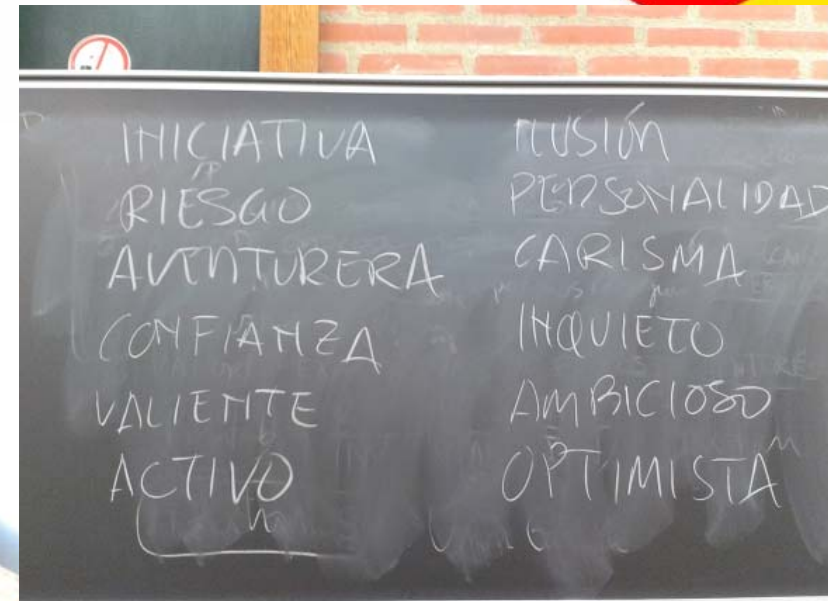 INICIATIVA
RIESGO
AVENTURERA
CONFIANZA
VALIENTE
ACTIVO
ILUSIÓN
PERSONALIDAD
CARISMA
INQUIETO
AMBICIOSO
OPTIMISTA